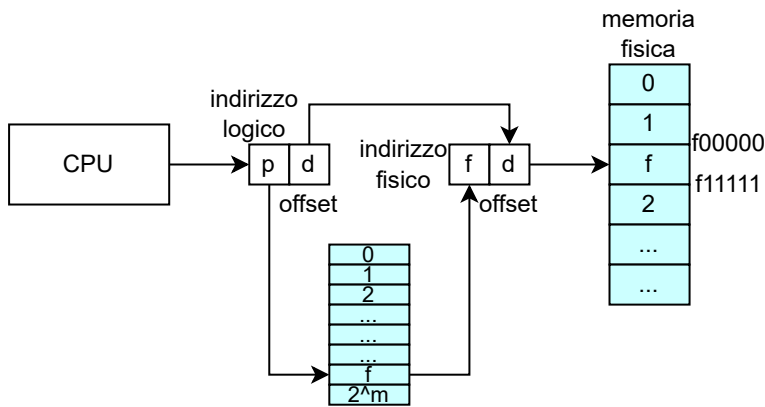 memoria
fisica
0
1
f
2
...
...
f00000
f11111
CPU
indirizzo
logico
p d
offset
indirizzo
fisico
f d
offset
0
1
2
...
...
...
f
2^m